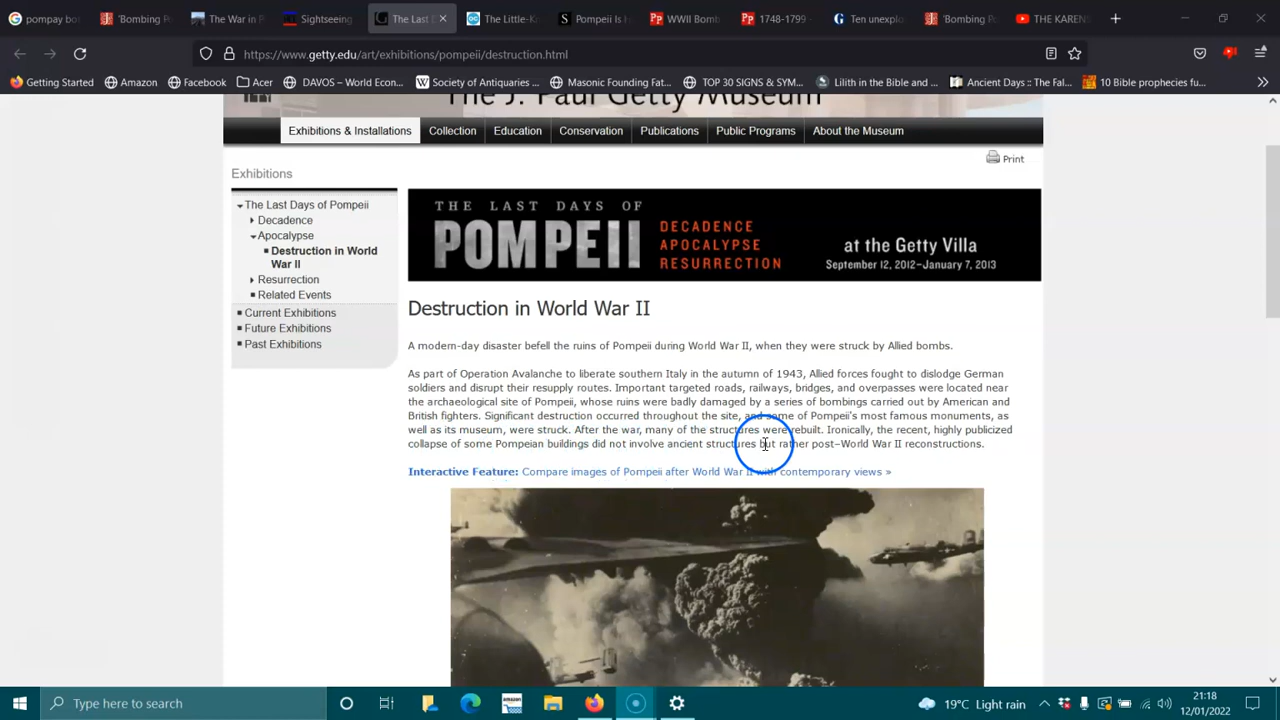 pompay bo
'Bombing Po
The War in P
Sightseeing
The Last
The Little-K
Pompeii Is H
WWII Bomb
1748-1799 -
Ten unexplo
'Bombing Po
THE KARENS
https://www.getty.edu/art/exhibitions/pompeii/destruction.html
Getting Started
Amazon
Facebook
Acer
DAVOS – World Econ...
Society of Antiquaries ...
Masonic Founding Fat...
TOP 30 SIGNS & SYM...
Lilith in the Bible and ...
Ancient Days :: The Fal...
10 Bible prophecies fu...
The J. Paul Getty Museum
Exhibitions & Installations
Collection
Education
Conservation
Publications
Public Programs
About the Museum
Print
Exhibitions
The Last Days of Pompeii
Decadence
Apocalypse
Destruction in World
War II
Resurrection
Related Events
Current Exhibitions
Future Exhibitions
Past Exhibitions
THE LAST DAYS OF
POMPEII
DECADENCE
APOCALYPSE
RESURRECTION
at the Getty Villa
September 12, 2012–January 7, 2013
Destruction in World War II
A modern-day disaster befell the ruins of Pompeii during World War II, when they were struck by Allied bombs.
As part of Operation Avalanche to liberate southern Italy in the autumn of 1943, Allied forces fought to dislodge German
soldiers and disrupt their resupply routes. Important targeted roads, railways, bridges, and overpasses were located near
the archaeological site of Pompeii, whose ruins were badly damaged by a series of bombings carried out by American and
British fighters. Significant destruction occurred throughout the site, and some of Pompeii's most famous monuments, as
well as its museum, were struck. After the war, many of the structures were rebuilt. Ironically, the recent, highly publicized
collapse of some Pompeian buildings did not involve ancient structures but rather post–World War II reconstructions.
Interactive Feature: Compare images of Pompeii after World War II with contemporary views »
Type here to search
19°C Light rain
21:18
12/01/2022